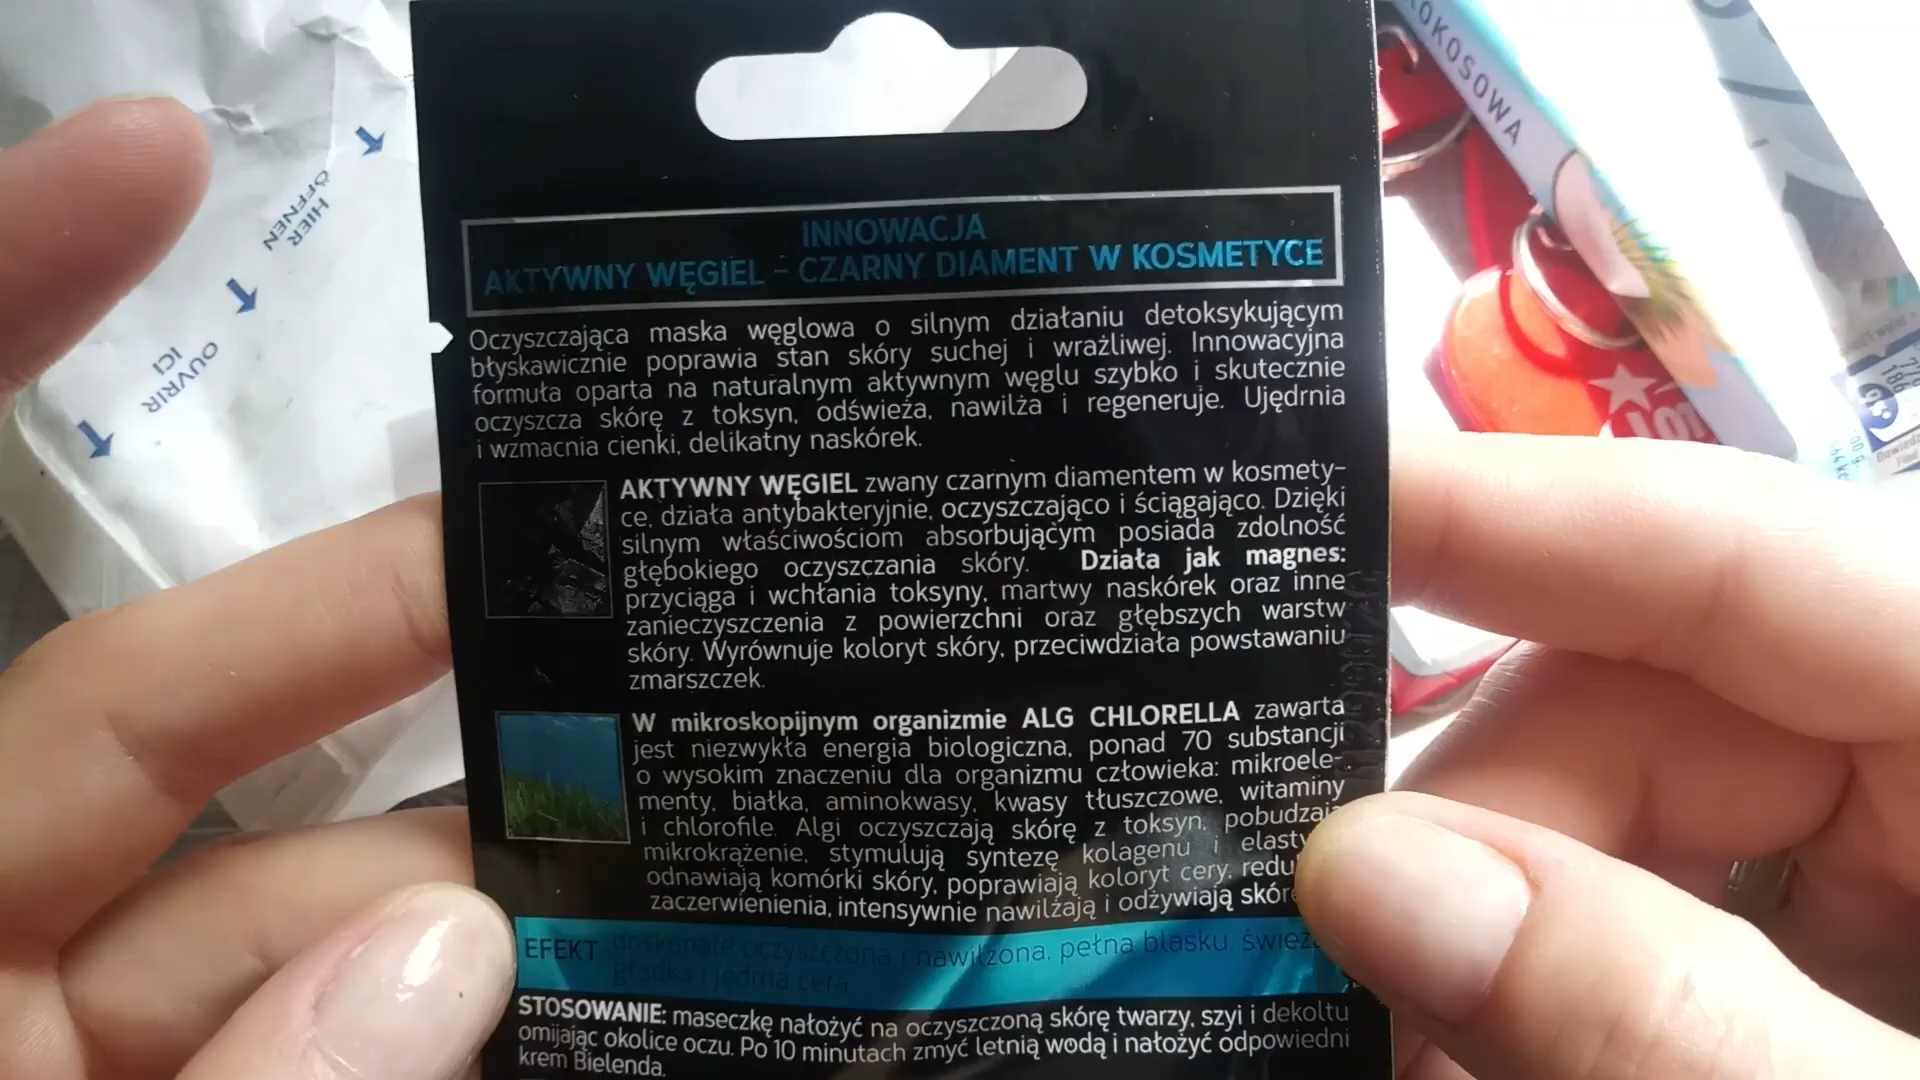 INNOWACJA
AKTYWNY WĘGIEL – CZARNY DIAMENT W KOSMETYCE
Oczyszczająca maska węglowa o silnym działaniu detoksykującym
błyskawicznie poprawia stan skóry suchej i wrażliwej. Innowacyjna
formuła oparta na naturalnym aktywnym węglu szybko i skutecznie
oczyszcza skórę z toksyn, odświeża, nawilża i regeneruje. Ujędrnia
i wzmacnia cienki, delikatny naskórek.
AKTYWNY WĘGIEL zwany czarnym diamentem w kosmety-
ce, działa antybakteryjnie, oczyszczająco i ściągająco. Dzięki
silnym właściwościom absorbującym posiada zdolność
głębokiego oczyszczania skóry. Działa jak magnes:
przyciąga i wchłania toksyny, martwy naskórek oraz inne
zanieczyszczenia z powierzchni oraz głębszych warstw
skóry. Wyrównuje koloryt skóry, przeciwdziała powstawaniu
zmarszczek.
W mikroskopijnym organizmie ALG CHLORELLA zawarta
jest niezwykła energia biologiczna, ponad 70 substancji
o wysokim znaczeniu dla organizmu człowieka: mikroele-
menty, białka, aminokwasy, kwasy tłuszczowe, witaminy
i chlorofile. Algi oczyszczają skórę z toksyn, pobudzają
mikrokrążenie, stymulują syntezę kolagenu i
odnawiają komórki skóry, poprawiają koloryt cery,
zaczerwienienia, intensywnie nawilżają i odżywiają
EFEKT doskonale oczyszczona i nawilżona, pełna blasku,
gładka i jędrna cera
STOSOWANIE: maseczkę nałożyć na oczyszczoną skórę twarzy, szyi i dekoltu
omijając okolice oczu. Po 10 minutach zmyć letnią wodą i nałożyć odpowiedni
krem Bielenda.
HIER
ÖFFNEN
OUVRIR
ICI
KOKOSOWA